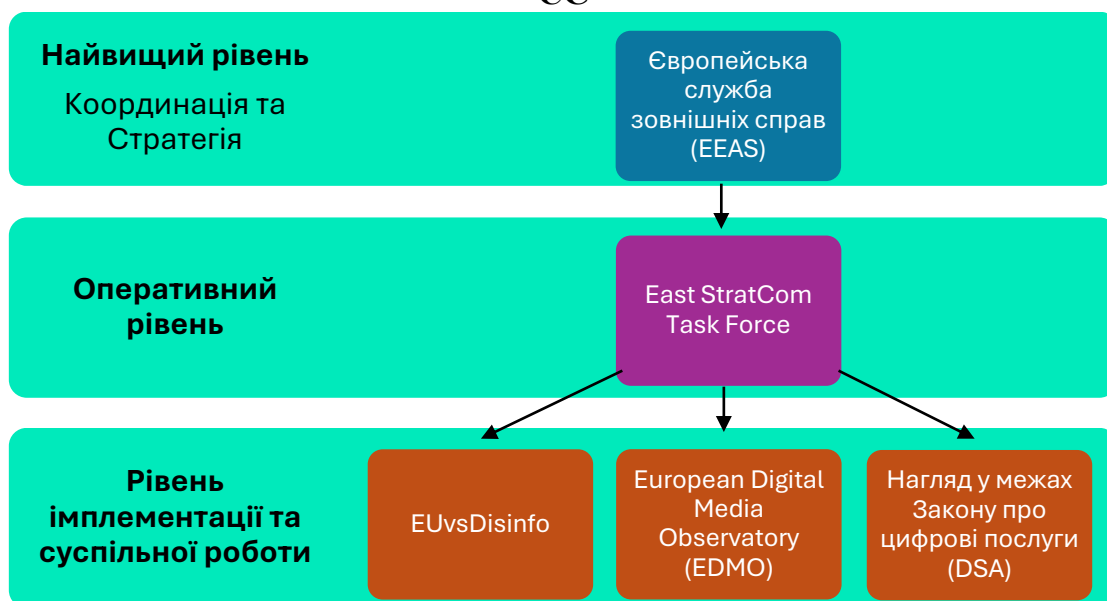 Найвищий рівень
Координація та
Стратегія
Європейська
служба
зовнішніх справ
(EEAS)
Оперативний
рівень
East StratCom
Task Force
Рівень
імплементації та
суспільної роботи
EUvsDisinfo
European Digital
Media
Observatory
(EDMO)
Нагляд у межах
Закону про
цифрові послуги
(DSA)